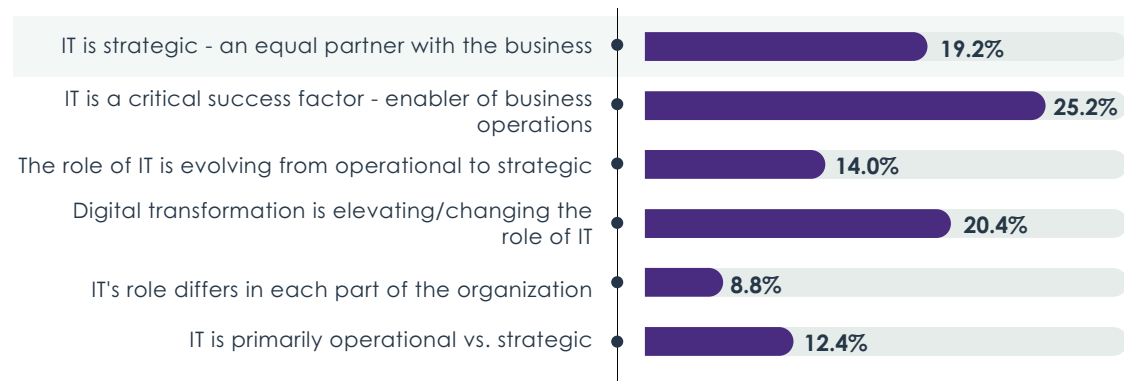 IT is strategic - an equal partner with the business
19.2%
IT is a critical success factor - enabler of business
operations
25.2%
The role of IT is evolving from operational to strategic
14.0%
Digital transformation is elevating/changing the
role of IT
20.4%
IT's role differs in each part of the organization
8.8%
IT is primarily operational vs. strategic
12.4%